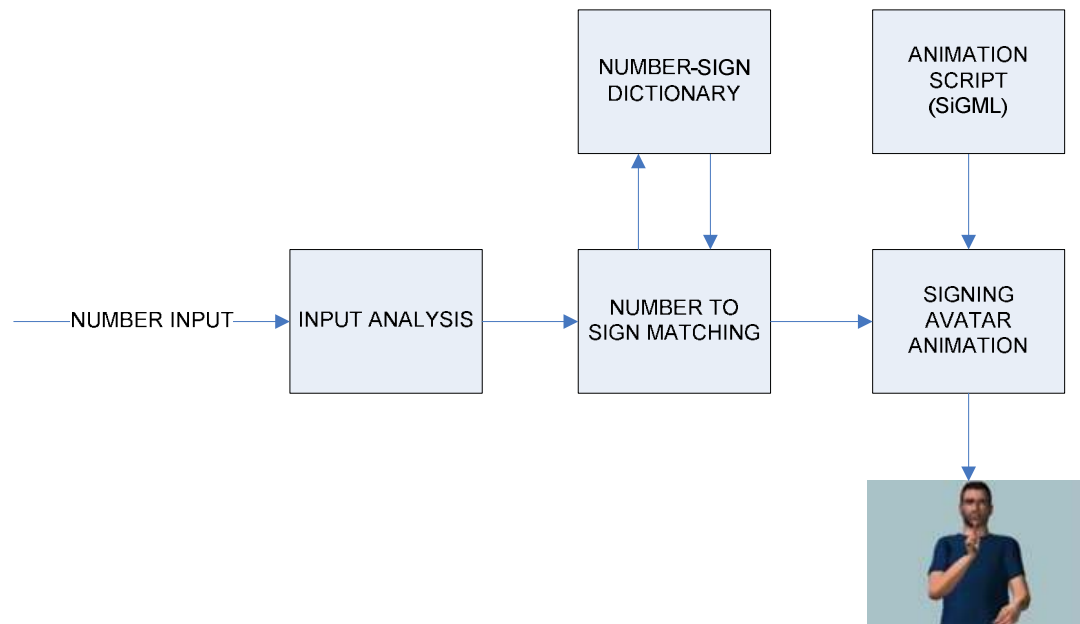 NUMBER-SIGN
DICTIONARY
ANIMATION
SCRIPT
(SiGML)
NUMBER INPUT
INPUT ANALYSIS
NUMBER TO
SIGN MATCHING
SIGNING
AVATAR
ANIMATION